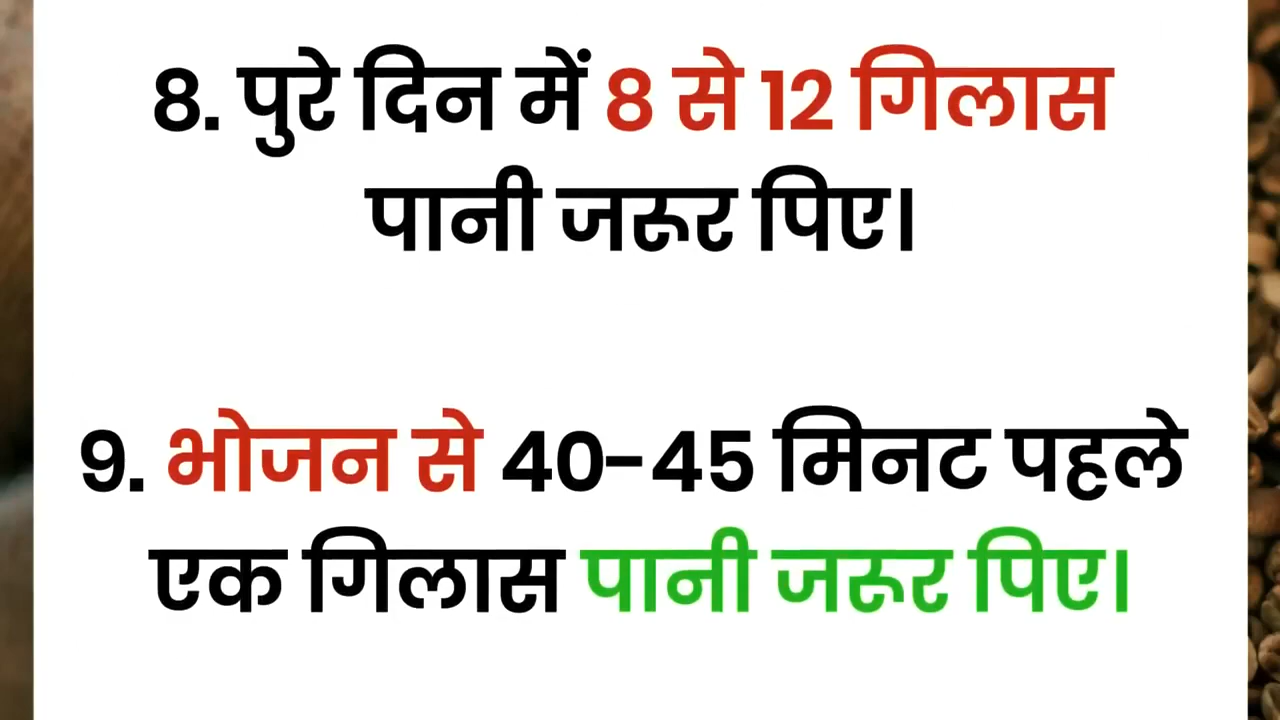 8. पुरे दिन में 8 से 12 गिलास
पानी जरूर पिए।
9. भोजन से 40-45 मिनट पहले
एक गिलास पानी जरूर पिए।